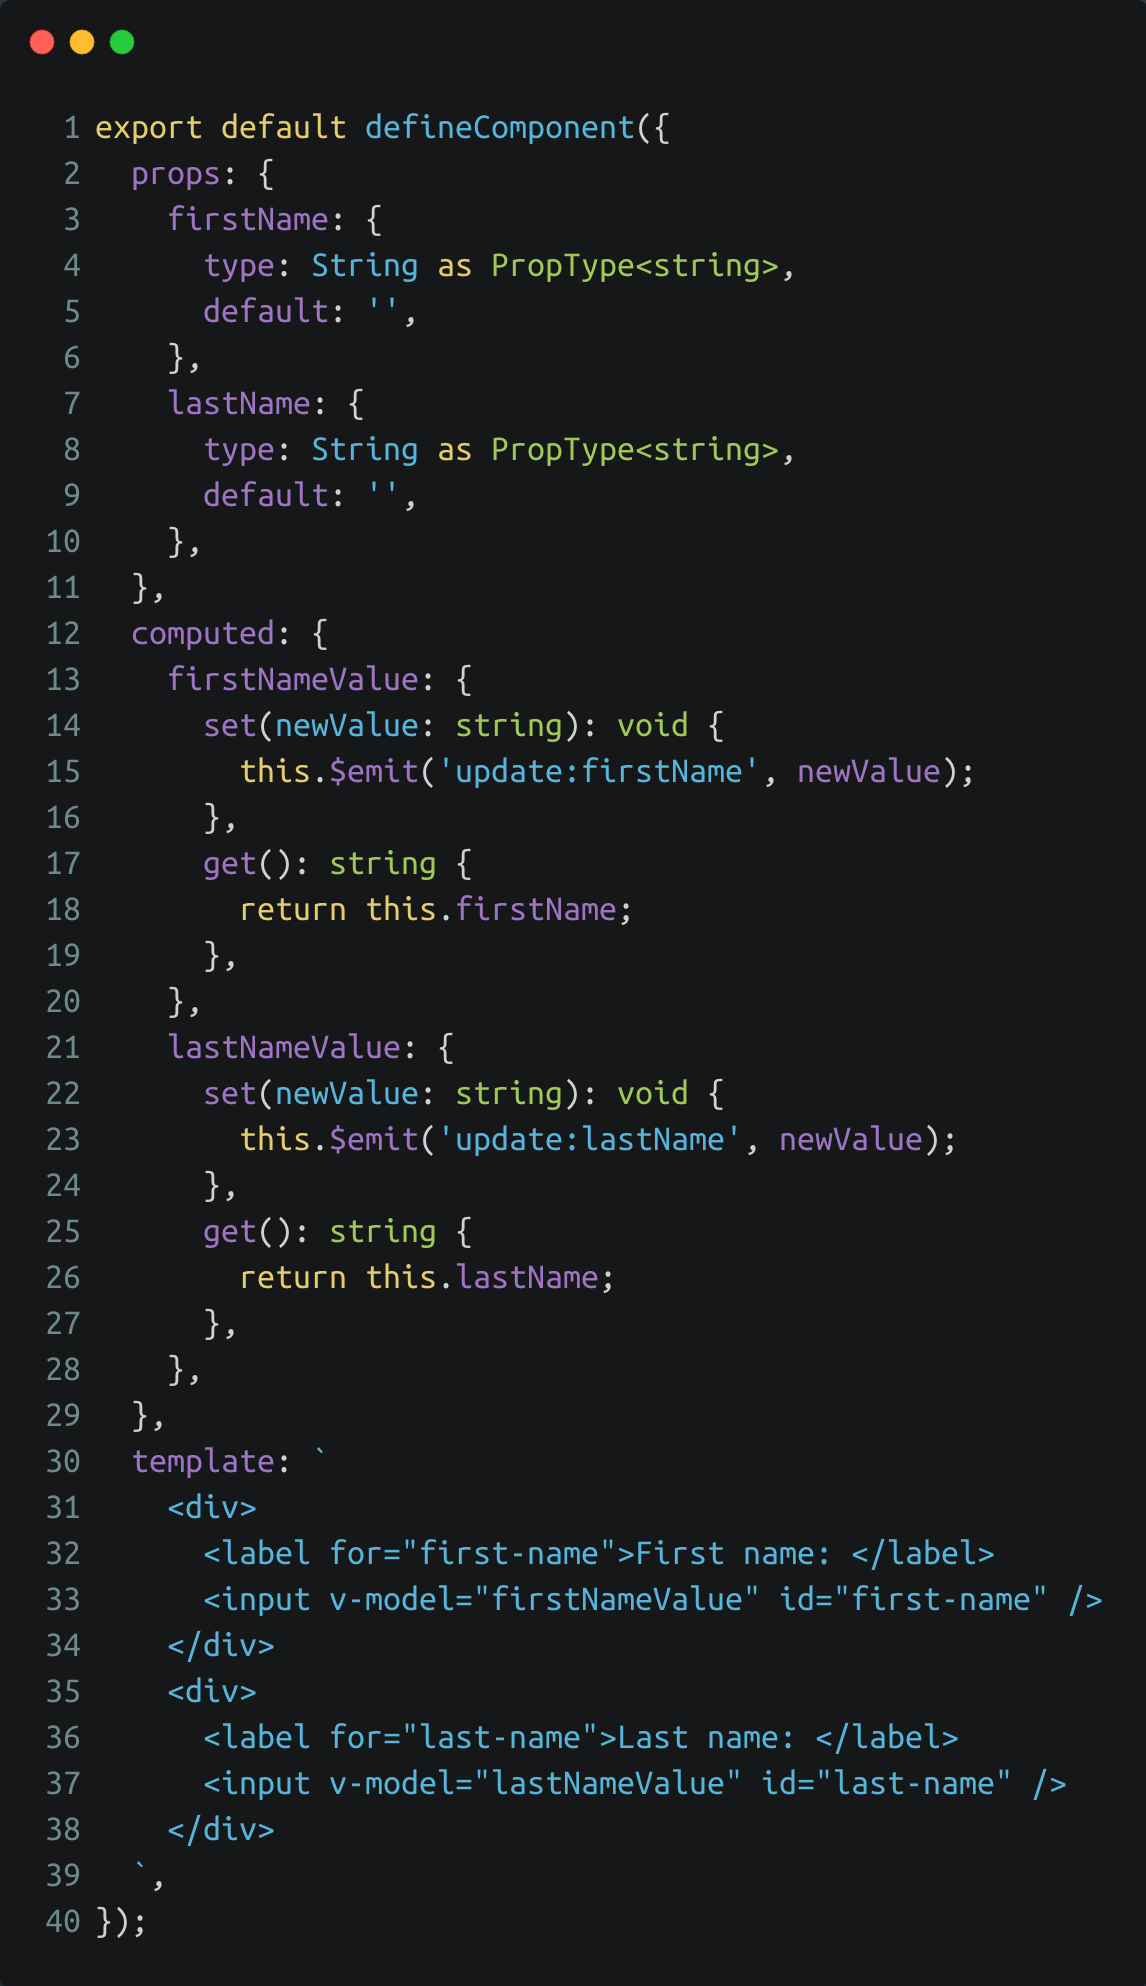 1 export default defineComponent({
2   props: {
3     firstName: {
4       type: String as PropType<string>,
5       default: '',
6     },
7     lastName: {
8       type: String as PropType<string>,
9       default: '',
10     },
11   },
12   computed: {
13     firstNameValue: {
14       set(newValue: string): void {
15         this.$emit('update:firstName', newValue);
16       },
17       get(): string {
18         return this.firstName;
19       },
20     },
21     lastNameValue: {
22       set(newValue: string): void {
23         this.$emit('update:lastName', newValue);
24       },
25       get(): string {
26         return this.lastName;
27       },
28     },
29   },
30   template: `
31     <div>
32       <label for="first-name">First name: </label>
33       <input v-model="firstNameValue" id="first-name" />
34     </div>
35     <div>
36       <label for="last-name">Last name: </label>
37       <input v-model="lastNameValue" id="last-name" />
38     </div>
39   `,
40 });